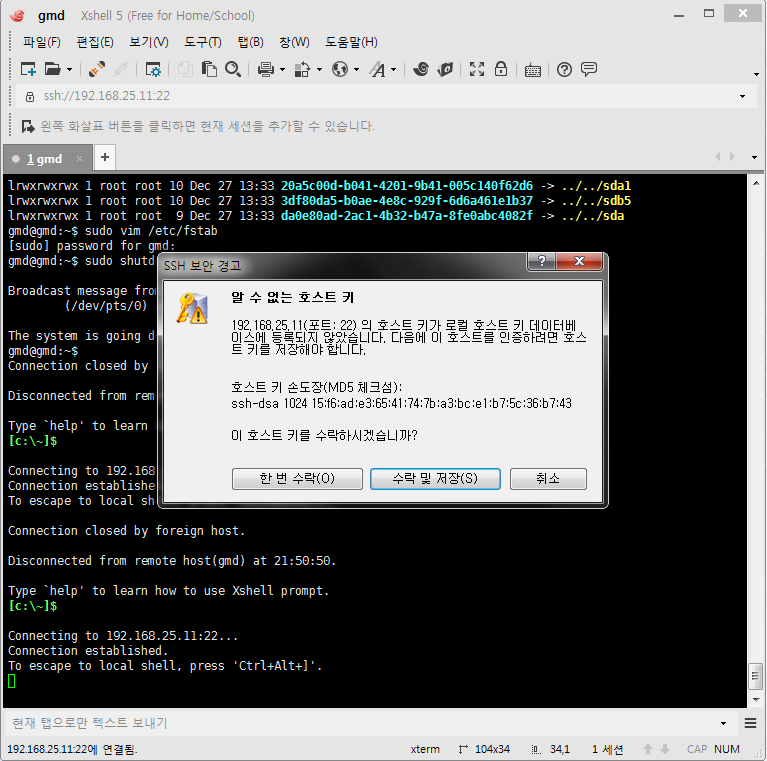 gmd Xshell 5 (Free for Home/School)
파일(F) 편집(E) 보기(V) 도구(T) 탭(B) 창(W) 도움말(H)
ssh://192.168.25.11:22
왼쪽 화살표 버튼을 클릭하면 현재 세션을 추가할 수 있습니다.
1 gmd
lrwxrwxrwx 1 root root 10 Dec 27 13:33 20a5c00d-b041-4201-9b41-005c140f62d6 -> ../../sda1
lrwxrwxrwx 1 root root 10 Dec 27 13:33 3df80da5-b0ae-4e8c-929f-6d6a461e1b37 -> ../../sdb5
lrwxrwxrwx 1 root root  9 Dec 27 13:33 da0e80ad-2ac1-4b32-b47a-8fe0abc4082f -> ../../sda
gmd@gmd:~$ sudo vim /etc/fstab
[sudo] password for gmd:
gmd@gmd:~$ sudo shutd
Broadcast message from
(/dev/pts/0)
The system is going d
gmd@gmd:~$
Connection closed by
Disconnected from rem
Type `help' to learn
[c:\~]$
Connecting to 192.168
Connection establishe
To escape to local sh
Connection closed by foreign host.
Disconnected from remote host(gmd) at 21:50:50.
Type `help' to learn how to use Xshell prompt.
[c:\~]$
Connecting to 192.168.25.11:22...
Connection established.
To escape to local shell, press 'Ctrl+Alt+]'.
SSH 보안 경고
알 수 없는 호스트 키
192.168.25.11(포트: 22) 의 호스트 키가 로컬 호스트 키 데이터베
이스에 등록되지 않았습니다. 다음에 이 호스트를 인증하려면 호스
트 키를 저장해야 합니다.
호스트 키 손도장(MD5 체크섬):
ssh-dsa 1024 15:f6:ad:e3:65:41:74:7b:a3:bc:e1:b7:5c:36:b7:43
이 호스트 키를 수락하시겠습니까?
한 번 수락(O) 수락 및 저장(S) 취소
현재 탭으로만 텍스트 보내기
192.168.25.11:22에 연결됨. xterm 104x34 34,1 1 세션 CAP NUM